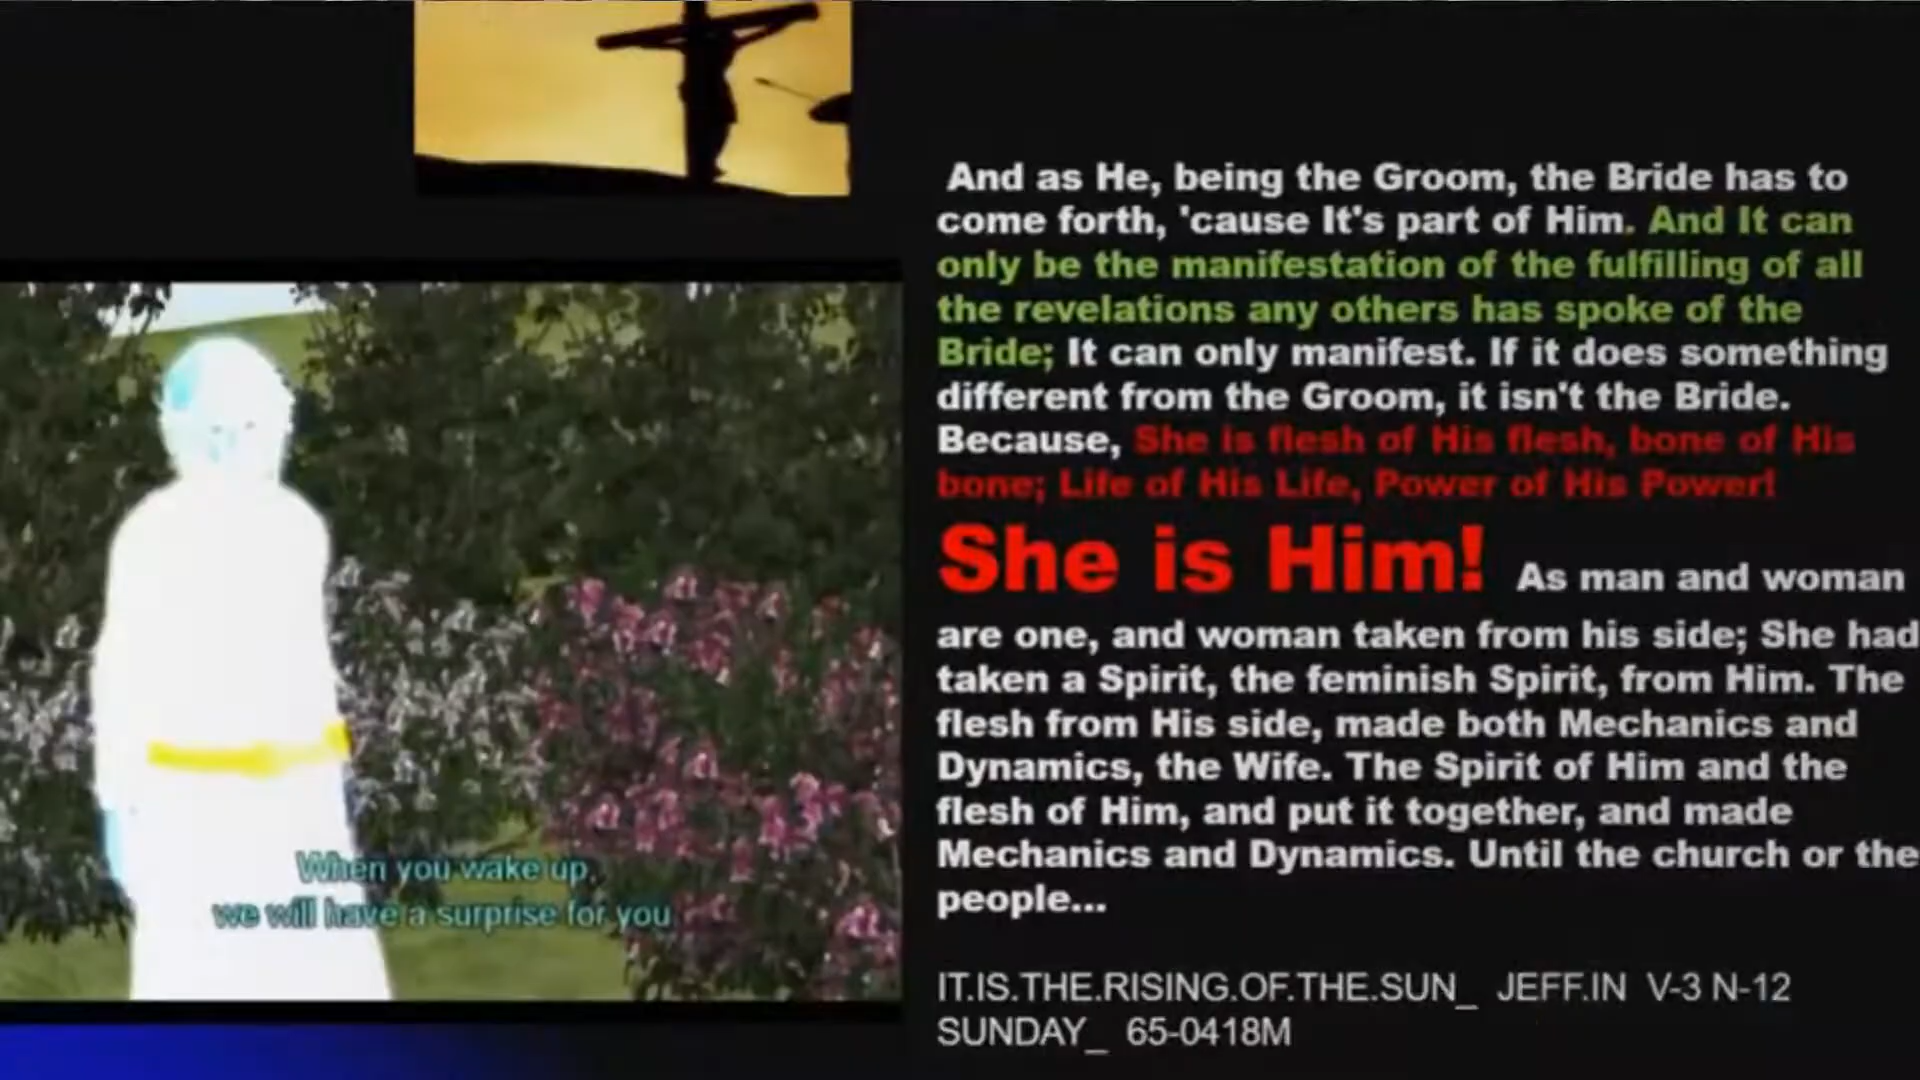 And as He, being the Groom, the Bride has to
come forth, 'cause It's part of Him. And It can
only be the manifestation of the fulfilling of all
the revelations any others has spoke of the
Bride; It can only manifest. If it does something
different from the Groom, it isn't the Bride.
Because, She is flesh of His flesh, bone of His
bone; Life of His Life, Power of His Power!
She is Him! As man and woman
are one, and woman taken from his side; She had
taken a Spirit, the feminish Spirit, from Him. The
flesh from His side, made both Mechanics and
Dynamics, the Wife. The Spirit of Him and the
flesh of Him, and put it together, and made
Mechanics and Dynamics. Until the church or the
people...
IT.IS.THE.RISING.OF.THE.SUN_ JEFF.IN V-3 N-12
SUNDAY_ 65-0418M
When you wake up,
we will have a surprise for you